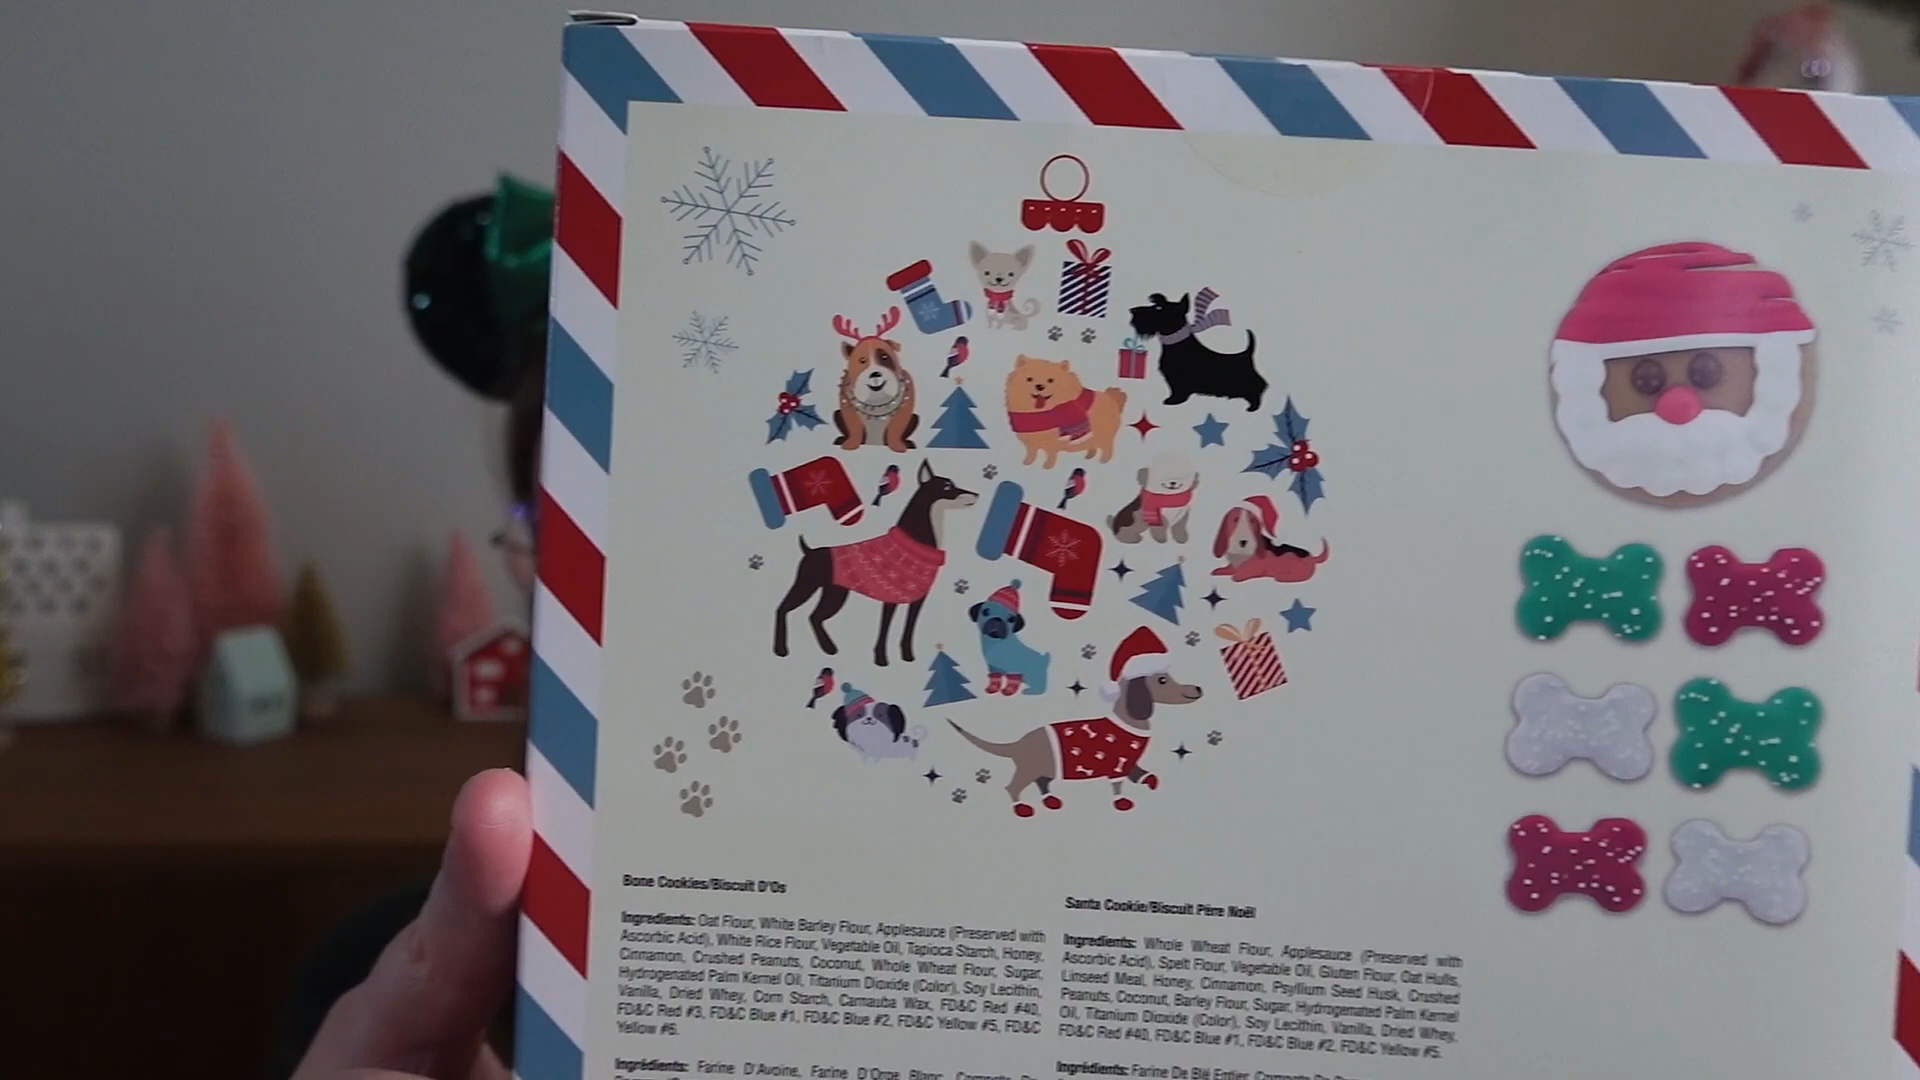 Bone Cookies/Biscuit D'Os
Ingredients: Oat Flour, White Barley Flour, Applesauce (Preserved with
Ascorbic Acid), White Rice Flour, Vegetable Oil, Tapioca Starch, Honey,
Cinnamon, Crushed Peanuts, Coconut, Whole Wheat Flour, Sugar,
Hydrogenated Palm Kernel Oil, Titanium Dioxide (Color), Soy Lecithin,
Vanilla, Dried Whey, Corn Starch, Carnauba Wax, FD&C Red #40,
FD&C Red #3, FD&C Blue #1, FD&C Blue #2, FD&C Yellow #5, FD&C
Yellow #6.
Ingrédients: Farine D'Avoine, Farine D'Orge Blanc, Compote De
Santa Cookie/Biscuit Père Noël
Ingredients: Whole Wheat Flour, Applesauce (Preserved with
Ascorbic Acid), Spelt Flour, Vegetable Oil, Gluten Flour, Oat Hulls,
Linseed Meal, Honey, Cinnamon, Psyllium Seed Husk, Crushed
Peanuts, Coconut, Barley Flour, Sugar, Hydrogenated Palm Kernel
Oil, Titanium Dioxide (Color), Soy Lecithin, Vanilla, Dried Whey,
FD&C Red #40, FD&C Blue #1, FD&C Blue #2, FD&C Yellow #5.
Ingrédients: Farine De Blé Entier, Compote De